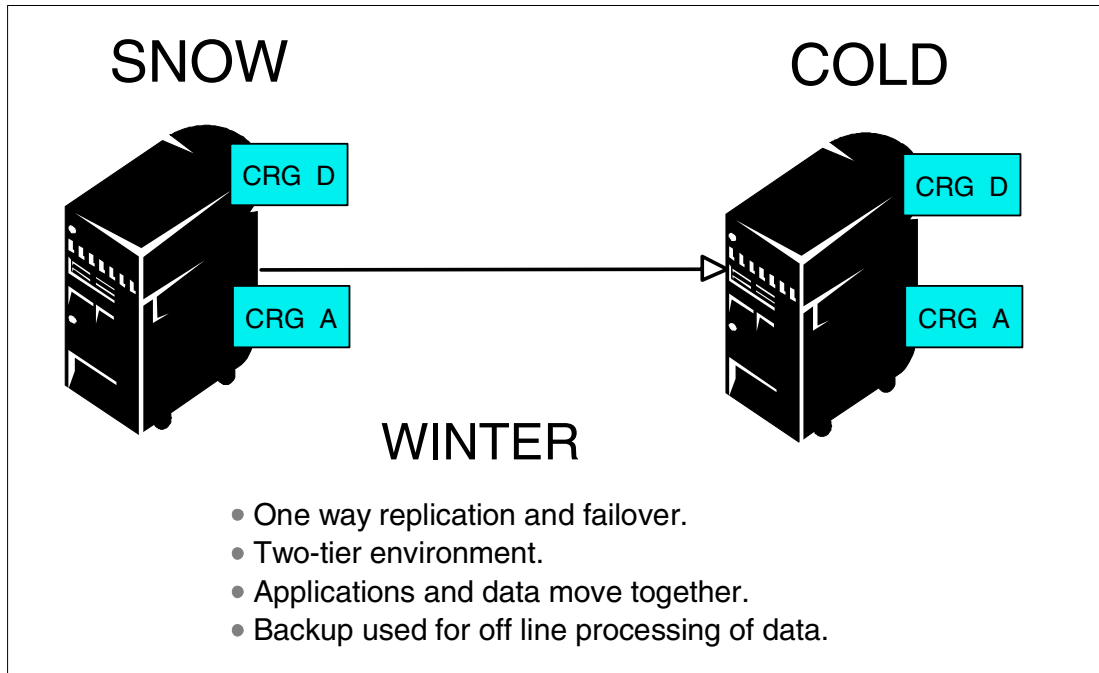 SNOW
COLD
CRG D
CRG D
CRG A
CRG A
WINTER
One way replication and failover.
Two-tier environment.
Applications and data move together.
Backup used for off line processing of data.